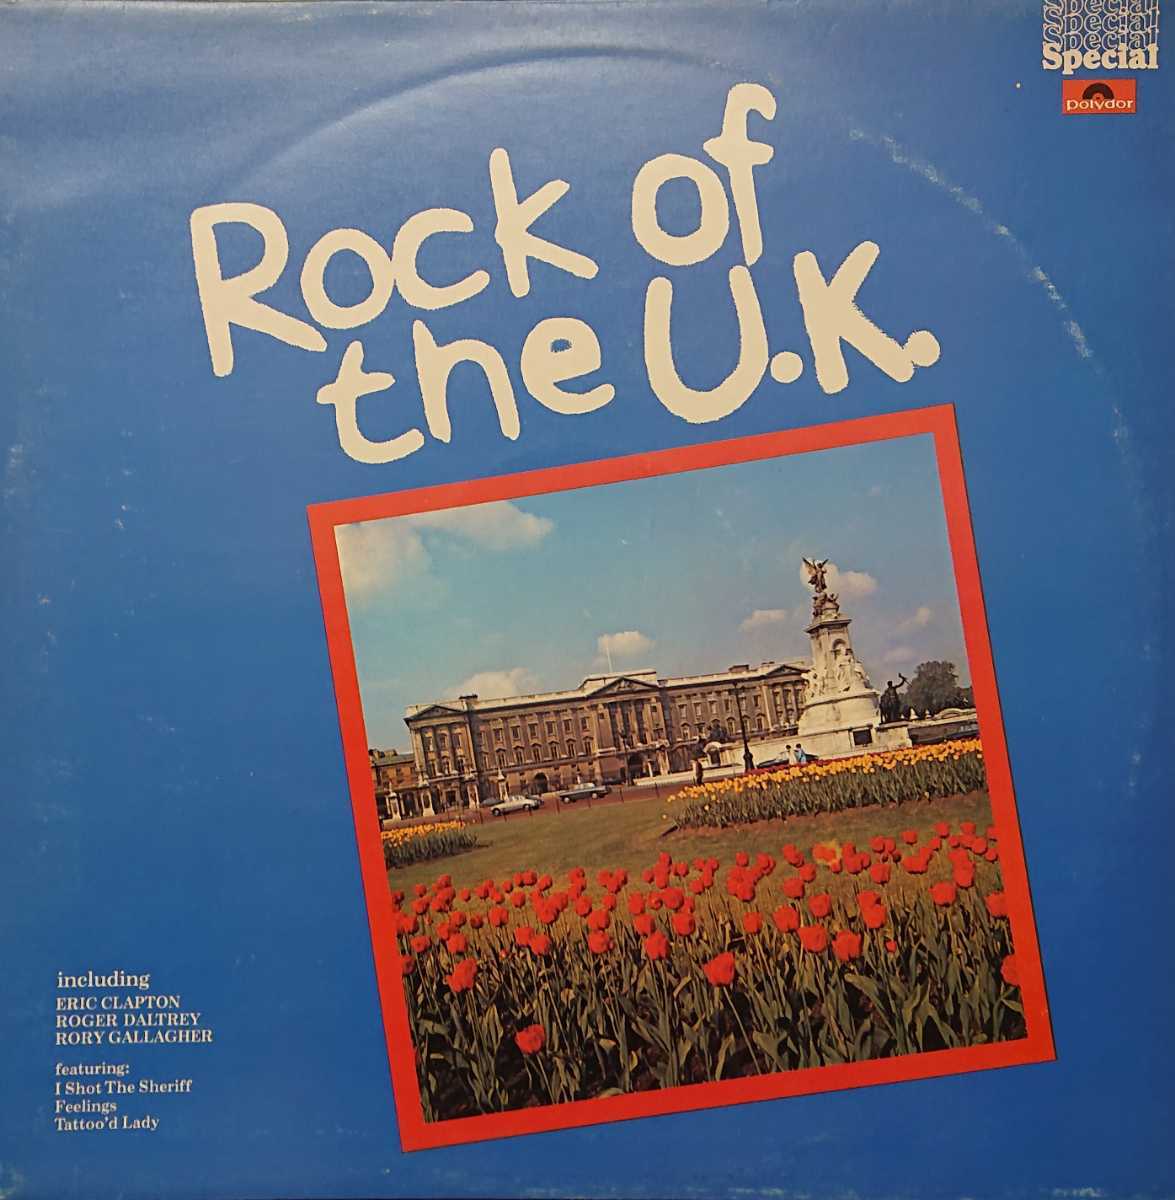 Special
Special
Special
Special
polydor
Rock of
the U.K.
including
ERIC CLAPTON
ROGER DALTREY
RORY GALLAGHER
featuring:
I Shot The Sheriff
Feelings
Tattoo'd Lady